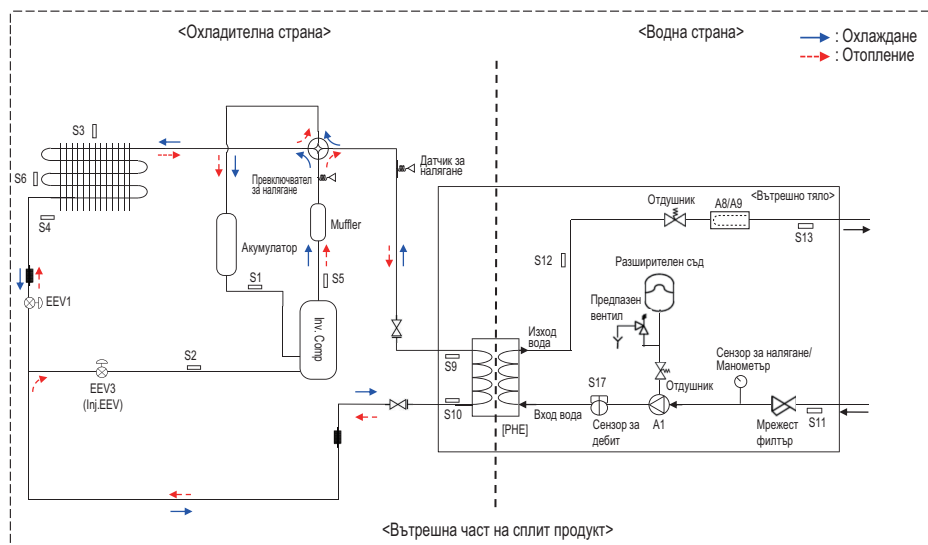 <Охладителна страна>
<Водна страна>
: Охлаждане
: Отопление
S3
S6
S4
Превключвател
за налягане
Датчик за
налягане
Muffler
Акумулатор
S1
S5
Inv. Comp
EEV1
S2
EEV3
(Inj.EEV)
S9
S10
[PHE]
<Вътрешно тяло>
Отдушник
A8/A9
S13
S12
Разширителен съд
Предпазен
вентил
Изход
вода
Вход вода
S17
Сензор за
дебит
Отдушник
A1
Сензор за налягане/
Манометър
Мрежест
филтър
S11
<Вътрешна част на сплит продукт>